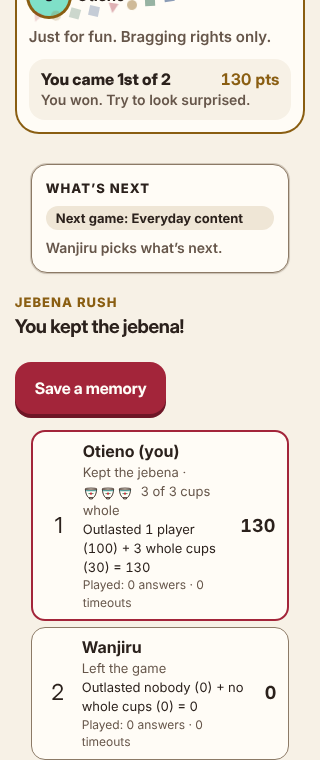 Just for fun. Bragging rights only.
You came 1st of 2 130 pts
You won. Try to look surprised.
WHAT'S NEXT
Next game: Everyday content
Wanjiru picks what's next.
JEBENA RUSH
You kept the jebena!
Save a memory
Otieno (you)
Kept the jebena ·
3 of 3 cups
whole
1
130
Outlasted 1 player
(100) + 3 whole cups
(30) = 130
Played: 0 answers · 0
timeouts
Wanjiru
Left the game
2
0
Outlasted nobody (0) + no
whole cups (0) = 0
Played: 0 answers · 0
timeouts